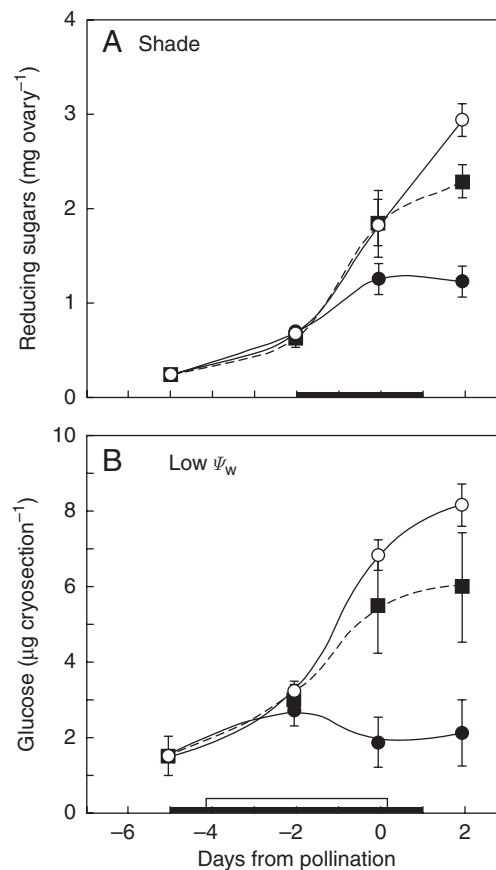 A Shade
Reducing sugars (mg ovary⁻¹)
4
3
2
1
0
B Low Ψw
Glucose (µg cryosection⁻¹)
10
8
6
4
2
0
−6 −4 −2 0 2
Days from pollination